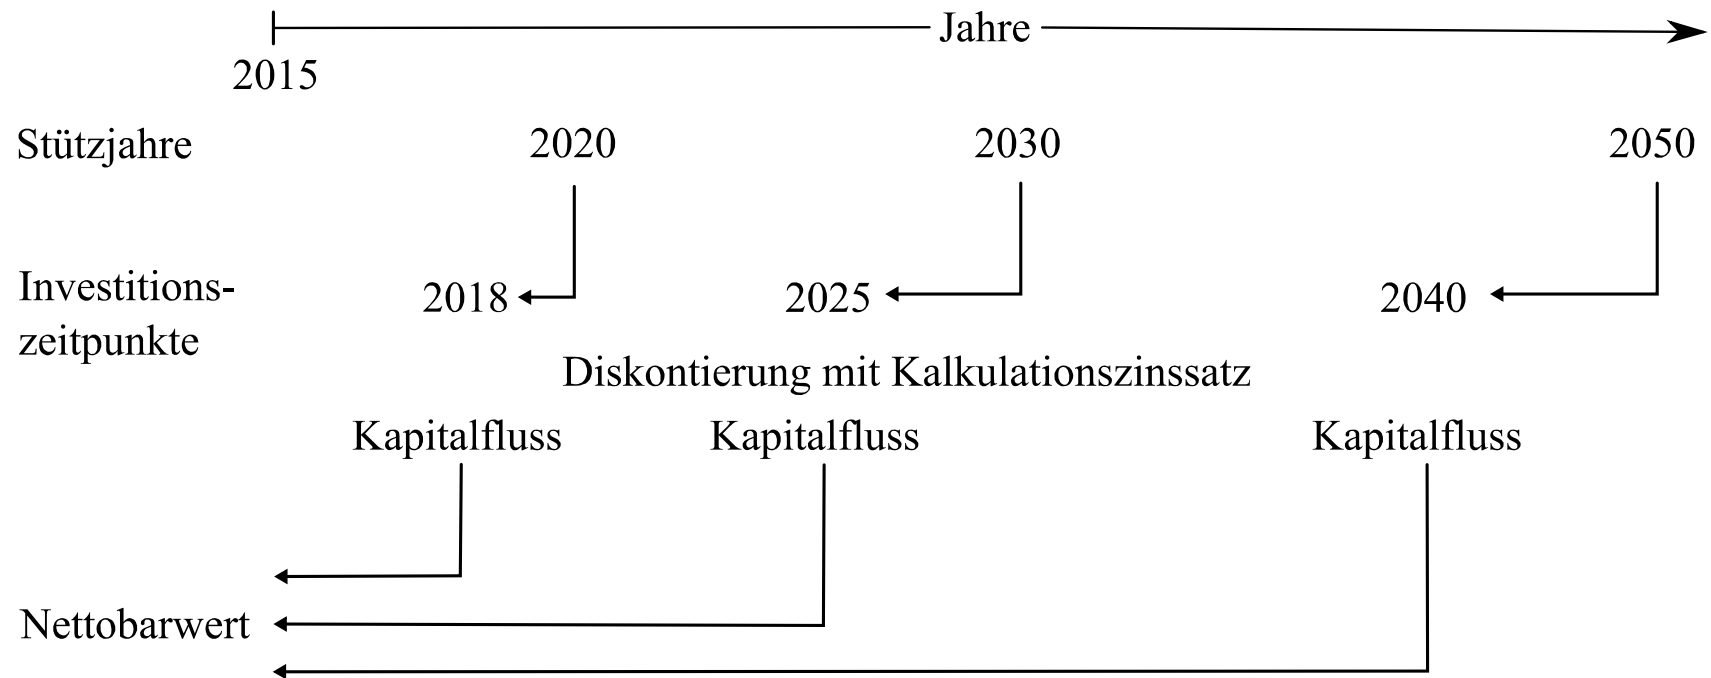 Jahre
2015
Stützjahre 2020 2030 2050
Investitions-
zeitpunkte
2018 2025 2040
Diskontierung mit Kalkulationszinssatz
Kapitalfluss Kapitalfluss Kapitalfluss
Nettobarwert